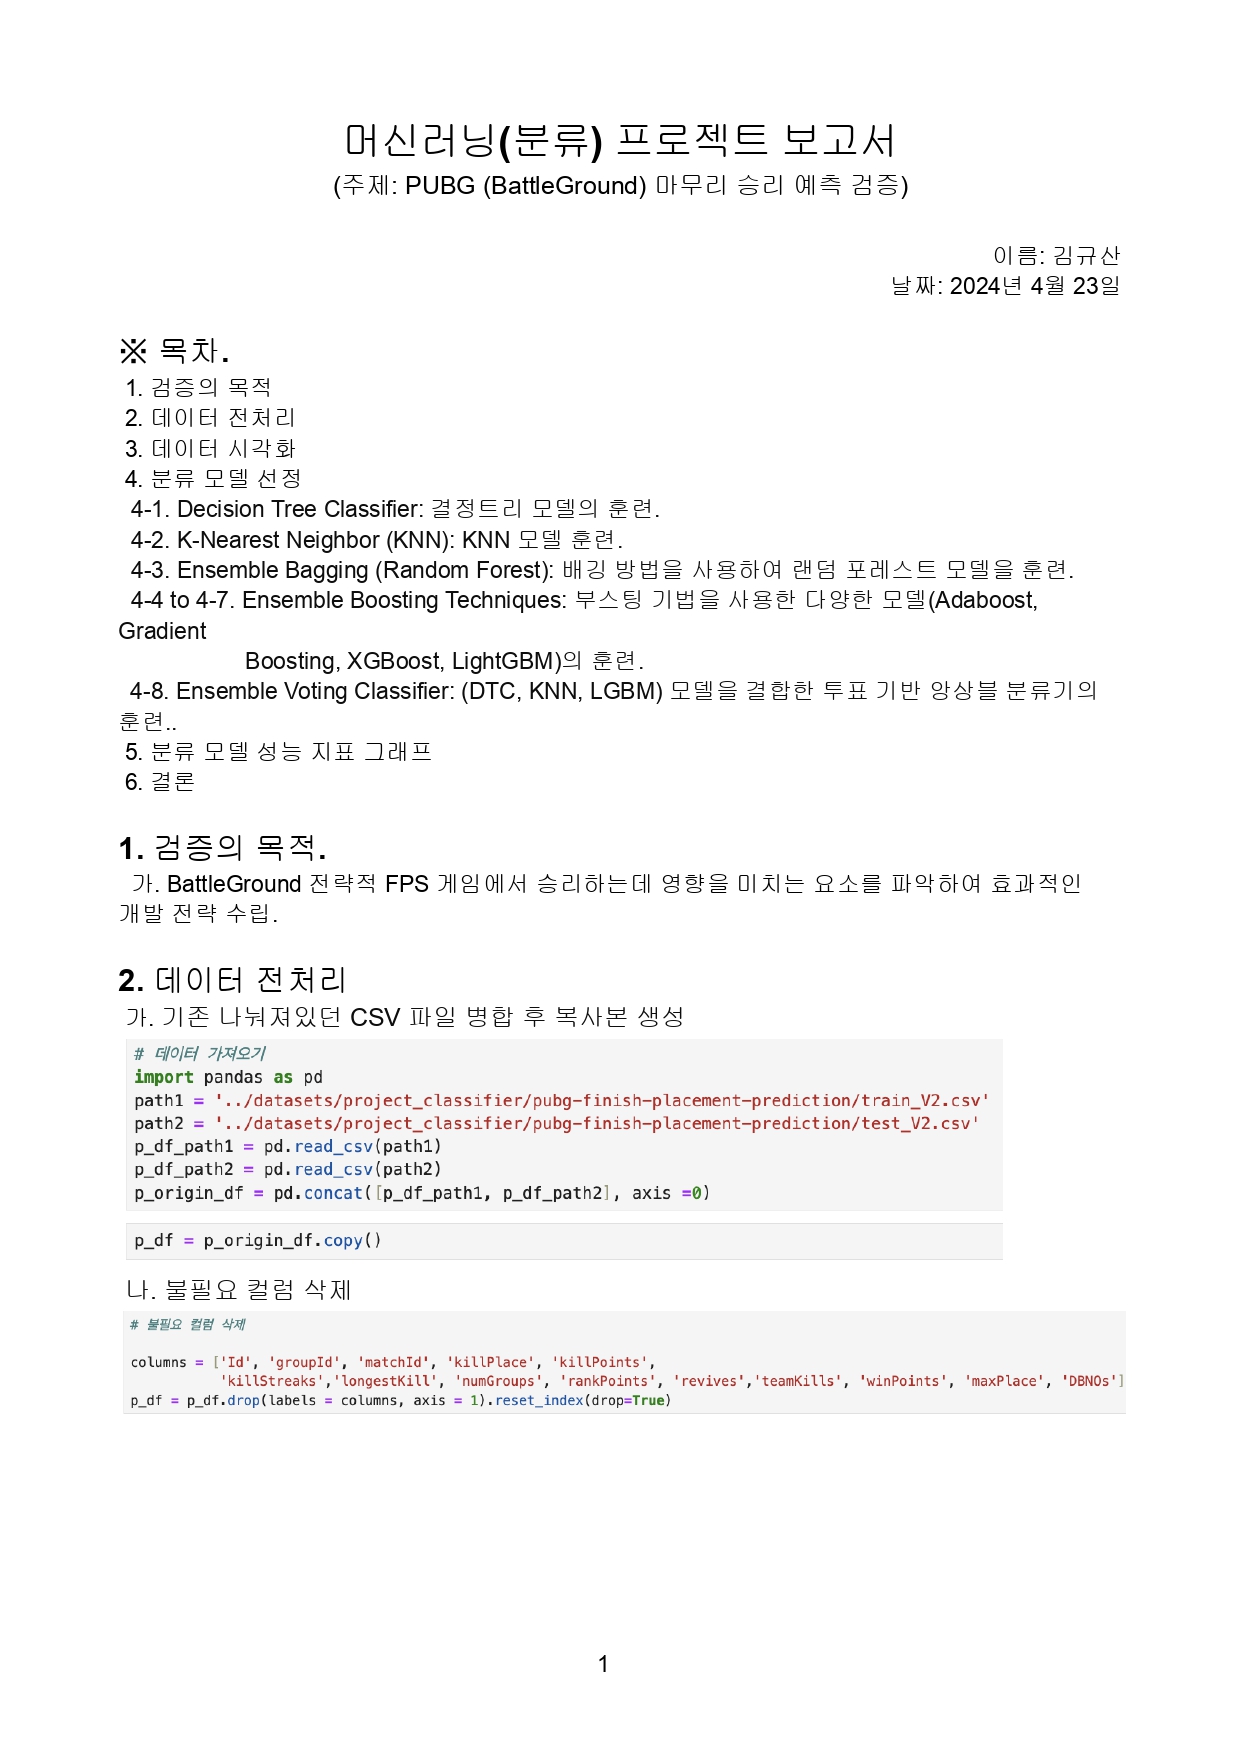 머신러닝(분류) 프로젝트 보고서
(주제: PUBG (BattleGround) 마무리 승리 예측 검증)
이름: 김규산
날짜: 2024년 4월 23일
※ 목차.
1. 검증의 목적
2. 데이터 전처리
3. 데이터 시각화
4. 분류 모델 선정
4-1. Decision Tree Classifier: 결정트리 모델의 훈련.
4-2. K-Nearest Neighbor (KNN): KNN 모델 훈련.
4-3. Ensemble Bagging (Random Forest): 배깅 방법을 사용하여 랜덤 포레스트 모델을 훈련.
4-4 to 4-7. Ensemble Boosting Techniques: 부스팅 기법을 사용한 다양한 모델(Adaboost,
Gradient
Boosting, XGBoost, LightGBM)의 훈련.
4-8. Ensemble Voting Classifier: (DTC, KNN, LGBM) 모델을 결합한 투표 기반 앙상블 분류기의
훈련..
5. 분류 모델 성능 지표 그래프
6. 결론
1. 검증의 목적.
가. BattleGround 전략적 FPS 게임에서 승리하는데 영향을 미치는 요소를 파악하여 효과적인
개발 전략 수립.
2. 데이터 전처리
가. 기존 나눠져있던 CSV 파일 병합 후 복사본 생성
# 데이터 가져오기
import pandas as pd
path1 = '../datasets/project_classifier/pubg-finish-placement-prediction/train_V2.csv'
path2 = '../datasets/project_classifier/pubg-finish-placement-prediction/test_V2.csv'
p_df_path1 = pd.read_csv(path1)
p_df_path2 = pd.read_csv(path2)
p_origin_df = pd.concat([p_df_path1, p_df_path2], axis =0)
p_df = p_origin_df.copy()
나. 불필요 컬럼 삭제
# 불필요 컬럼 삭제
columns = ['Id', 'groupId', 'matchId', 'killPlace', 'killPoints',
'killStreaks','longestKill', 'numGroups', 'rankPoints', 'revives','teamKills', 'winPoints', 'maxPlace', 'DBNOs']
p_df = p_df.drop(labels = columns, axis = 1).reset_index(drop=True)
1